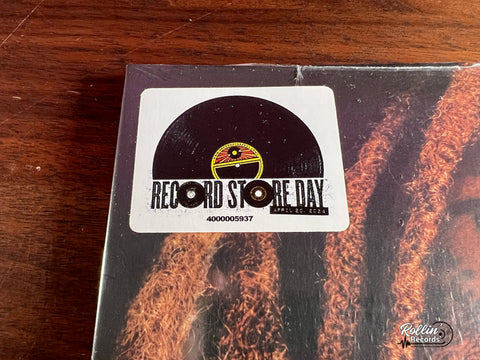 RECORD STORE DAY
APRIL 20, 2024
4000005937
Rollin
Records